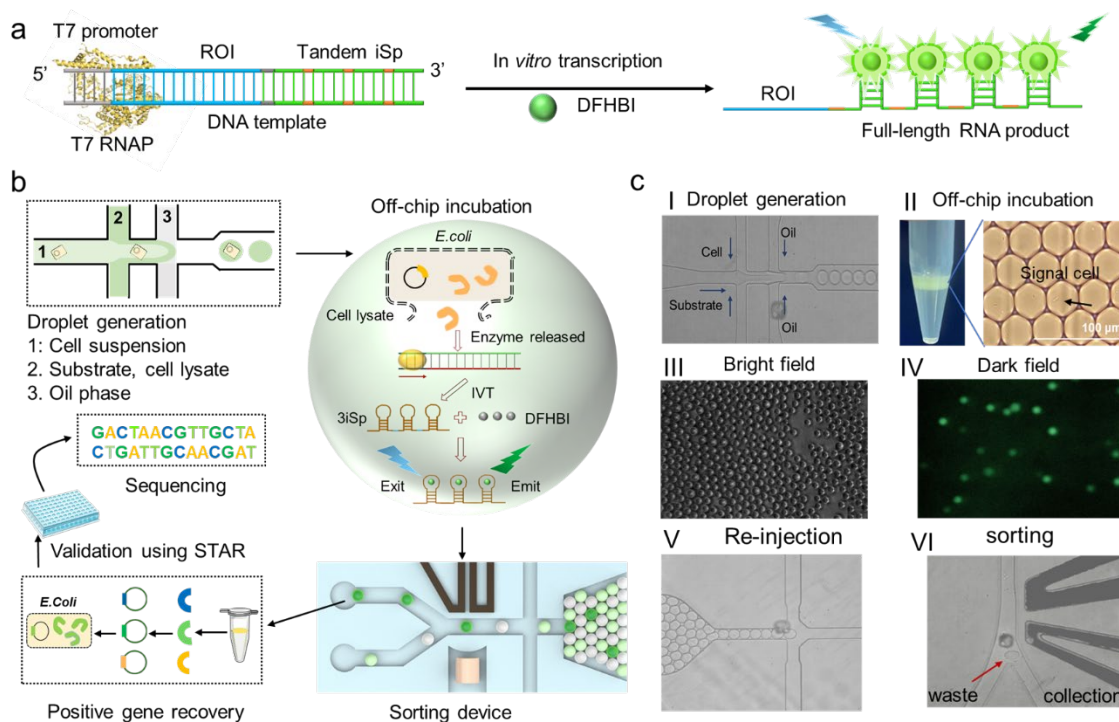 a
T7 promoter
5’
ROI
Tandem iSp
3’
DNA template
T7 RNAP
In vitro transcription
DFHBI
ROI
Full-length RNA product
b
1
2
3
Droplet generation
1: Cell suspension
2. Substrate, cell lysate
3. Oil phase
Off-chip incubation
E.coli
Cell lysate
Enzyme released
IVT
3iSp
DFHBI
Exit
Emit
GACTAACGTTGCTA
CTGATTGCAACGAT
Sequencing
Validation using STAR
E.Coli
Positive gene recovery
Sorting device
c
I
Droplet generation
Cell
Oil
Substrate
Oil
II
Off-chip incubation
Signal cell
100 μm
III
Bright field
IV
Dark field
V
Re-injection
VI
sorting
waste
collection